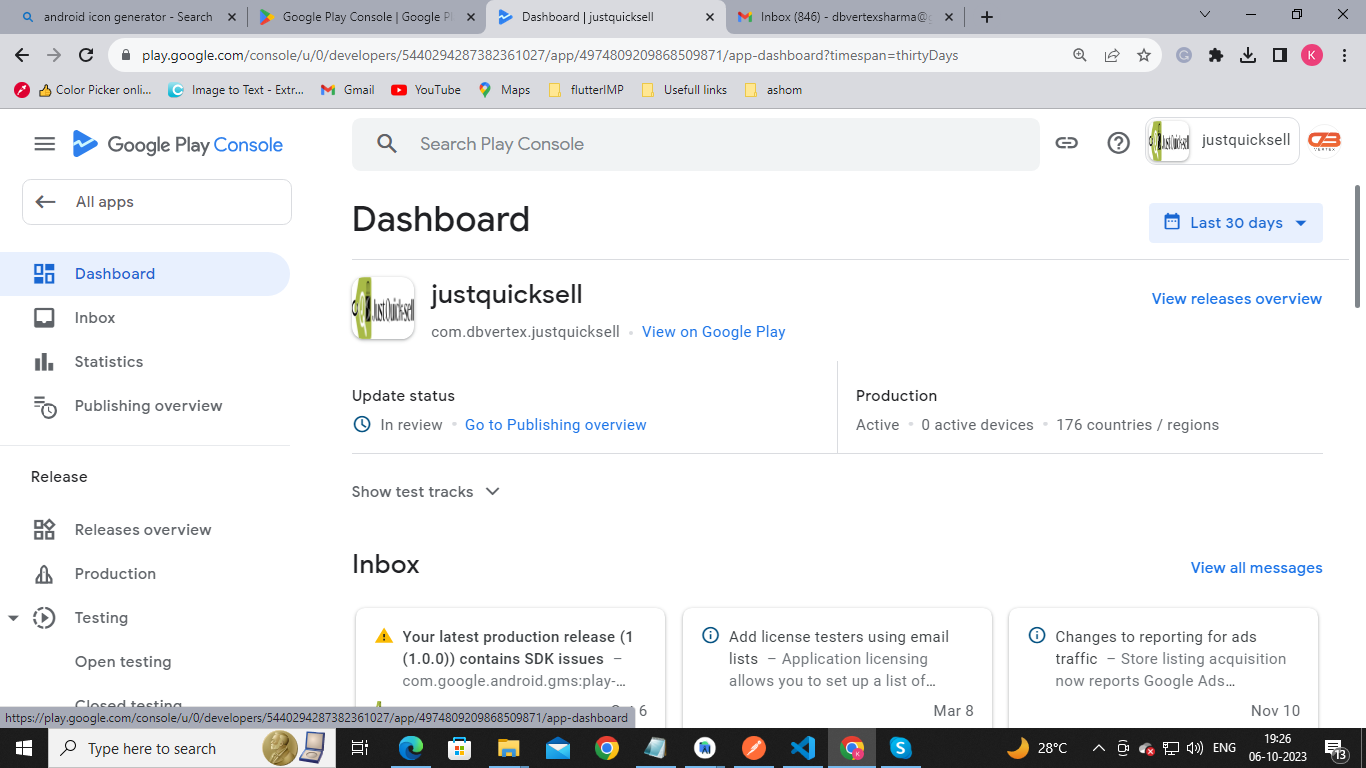 android icon generator - Search
Google Play Console | Google Pl
Dashboard | justquicksell
Inbox (846) - dbvertexsharma@g
play.google.com/console/u/0/developers/5440294287382361027/app/4974809209868509871/app-dashboard?timespan=thirtyDays
K
Color Picker onli...
Image to Text - Extr...
Gmail
YouTube
Maps
flutterIMP
Usefull links
ashom
Google Play Console
Search Play Console
justquicksell
All apps
Dashboard
Last 30 days
Dashboard
Inbox
Statistics
Publishing overview
justquicksell
View releases overview
com.dbvertex.justquicksell
View on Google Play
Update status
In review
Go to Publishing overview
Production
Active • 0 active devices • 176 countries / regions
Show test tracks
Release
Releases overview
Production
Testing
Open testing
Closed testing
Inbox
View all messages
Your latest production release (1
(1.0.0)) contains SDK issues –
com.google.android.gms:play-...
6
Add license testers using email
lists – Application licensing
allows you to set up a list of...
Mar 8
Changes to reporting for ads
traffic – Store listing acquisition
now reports Google Ads...
Nov 10
https://play.google.com/console/u/0/developers/5440294287382361027/app/4974809209868509871/app-dashboard
Type here to search
28°C
ENG
19:26
06-10-2023
13